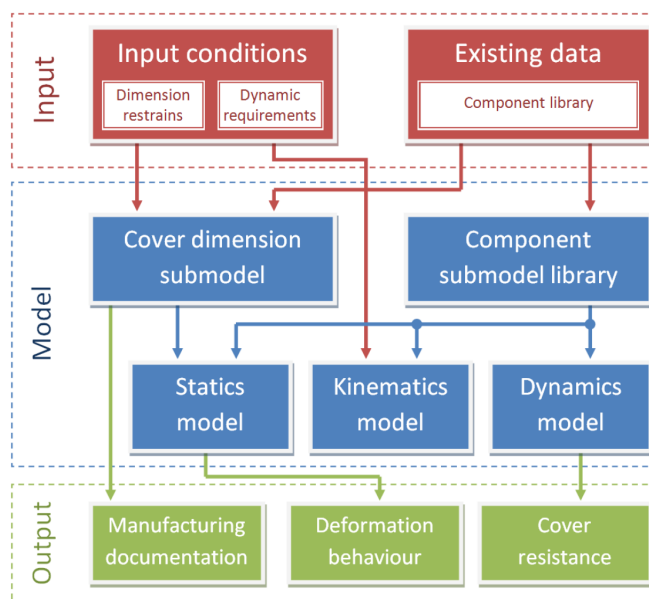 Input
Input conditions
Dimension
restrains
Dynamic
requirements
Existing data
Component library
Model
Cover dimension
submodel
Component
submodel library
Statics
model
Kinematics
model
Dynamics
model
Output
Manufacturing
documentation
Deformation
behaviour
Cover
resistance